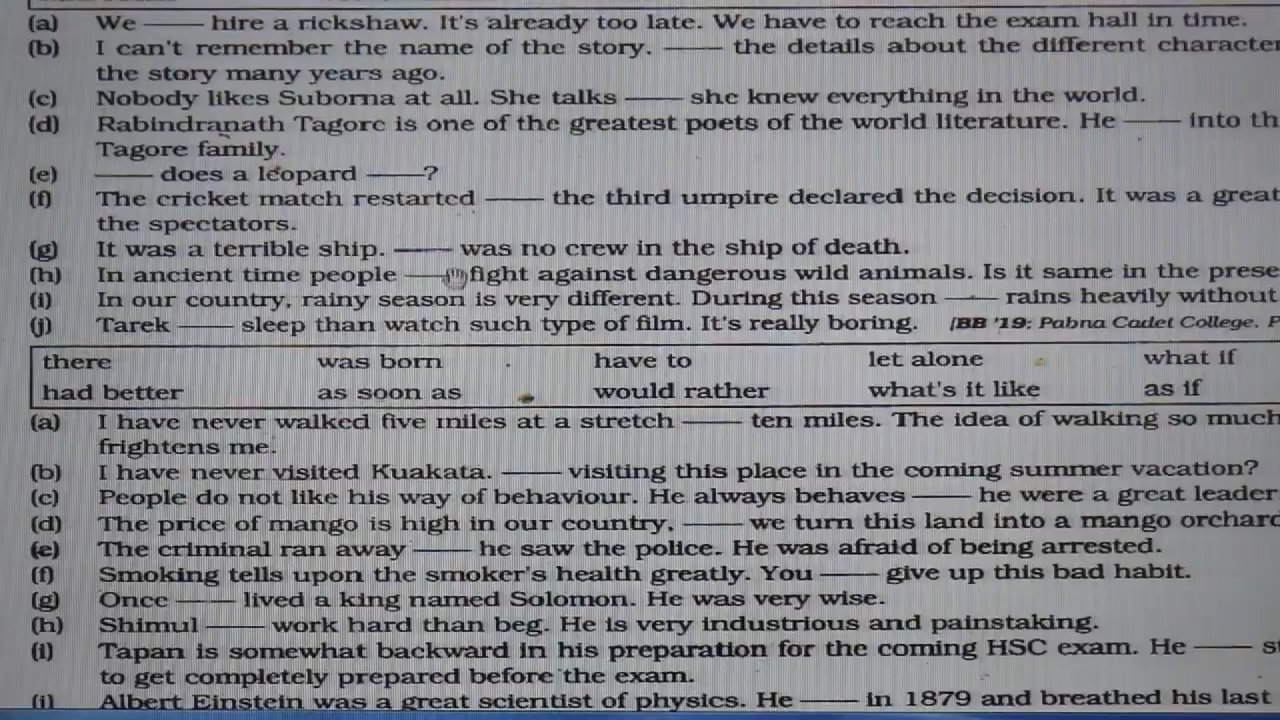 (a) We —— hire a rickshaw. It's already too late. We have to reach the exam hall in time.
(b) I can't remember the name of the story. —— the details about the different character
the story many years ago.
(c) Nobody likes Suborna at all. She talks —— she knew everything in the world.
(d) Rabindranath Tagore is one of the greatest poets of the world literature. He —— into th
Tagore family.
(e) —— does a leopard ——?
(f) The cricket match restarted —— the third umpire declared the decision. It was a great
the spectators.
(g) It was a terrible ship. —— was no crew in the ship of death.
(h) In ancient time people —— fight against dangerous wild animals. Is it same in the prese
(i) In our country, rainy season is very different. During this season —— rains heavily without
(j) Tarek —— sleep than watch such type of film. It's really boring. [BB '19; Pabna Cadet College, P
there was born have to let alone what if
had better as soon as would rather what's it like as if
(a) I have never walked five miles at a stretch —— ten miles. The idea of walking so much
frightens me.
(b) I have never visited Kuakata. —— visiting this place in the coming summer vacation?
(c) People do not like his way of behaviour. He always behaves —— he were a great leader
(d) The price of mango is high in our country. —— we turn this land into a mango orchard
(e) The criminal ran away —— he saw the police. He was afraid of being arrested.
(f) Smoking tells upon the smoker's health greatly. You —— give up this bad habit.
(g) Once —— lived a king named Solomon. He was very wise.
(h) Shimul —— work hard than beg. He is very industrious and painstaking.
(i) Tapan is somewhat backward in his preparation for the coming HSC exam. He —— s
to get completely prepared before the exam.
(j) Albert Einstein was a great scientist of physics. He —— in 1879 and breathed his last